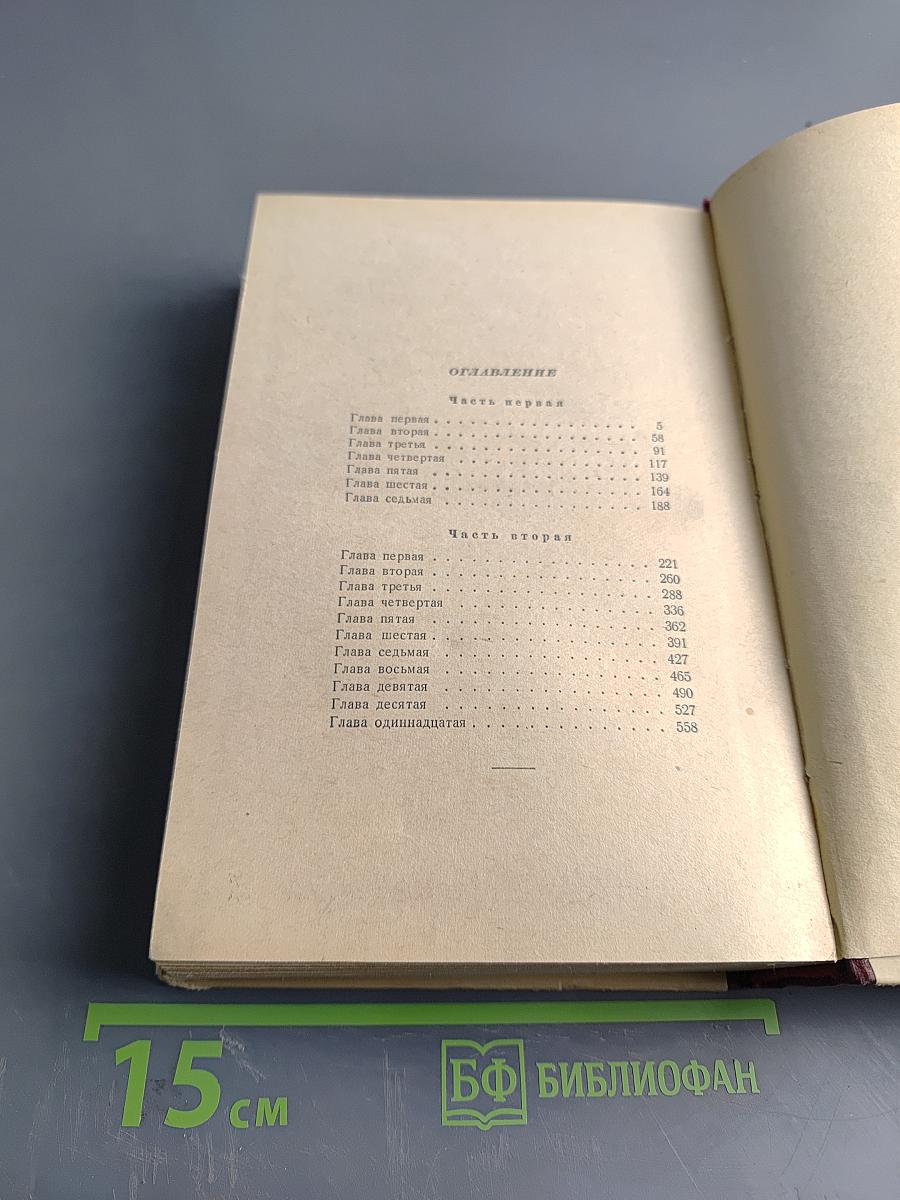 ОГЛАВЛЕНИЕ
Часть первая
Глава первая . . . . . . . . . . . . . . . . 5
Глава вторая . . . . . . . . . . . . . . . . 58
Глава третья . . . . . . . . . . . . . . . . 91
Глава четвертая . . . . . . . . . . . . . . 117
Глава пятая . . . . . . . . . . . . . . . . 139
Глава шестая . . . . . . . . . . . . . . . . 164
Глава седьмая . . . . . . . . . . . . . . . 188
Часть вторая
Глава первая . . . . . . . . . . . . . . . . 221
Глава вторая . . . . . . . . . . . . . . . . 260
Глава третья . . . . . . . . . . . . . . . . 288
Глава четвертая . . . . . . . . . . . . . . 336
Глава пятая . . . . . . . . . . . . . . . . 362
Глава шестая . . . . . . . . . . . . . . . . 391
Глава седьмая . . . . . . . . . . . . . . . 427
Глава восьмая . . . . . . . . . . . . . . . 465
Глава девятая . . . . . . . . . . . . . . . 490
Глава десятая . . . . . . . . . . . . . . . 527
Глава одиннадцатая . . . . . . . . . . . . 558
15 см
БФ БИБЛИОФАН